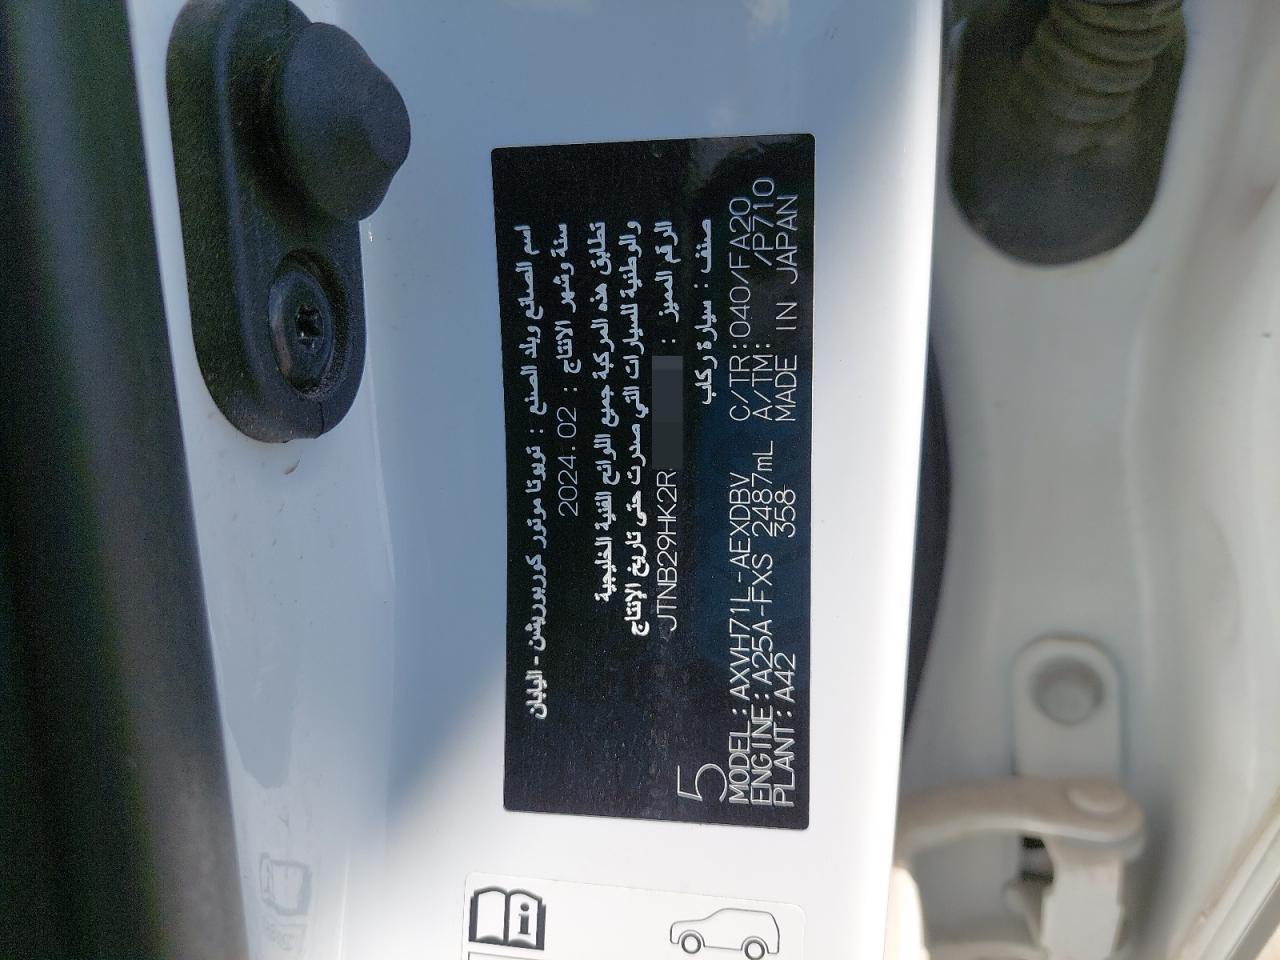 اسم الصانع وبلد الصنع : تويوتا موتور كوربوريشن - اليابان
سنة وشهر الانتاج : 2024.02
تطابق هذه المركبة جميع اللوائح الفنية الخليجية
والوطنية للسيارات التي صدرت حتى تاريخ الإنتاج
الرقم المميز : JTNB29HK2R
صنف : سيارة ركاب
5
MODEL:AXVH71L-AEXDBV C/TR:040/FA20
ENGINE:A25A-FXS 2487mL A/TM: /P710
PLANT:A42 358 MADE IN JAPAN